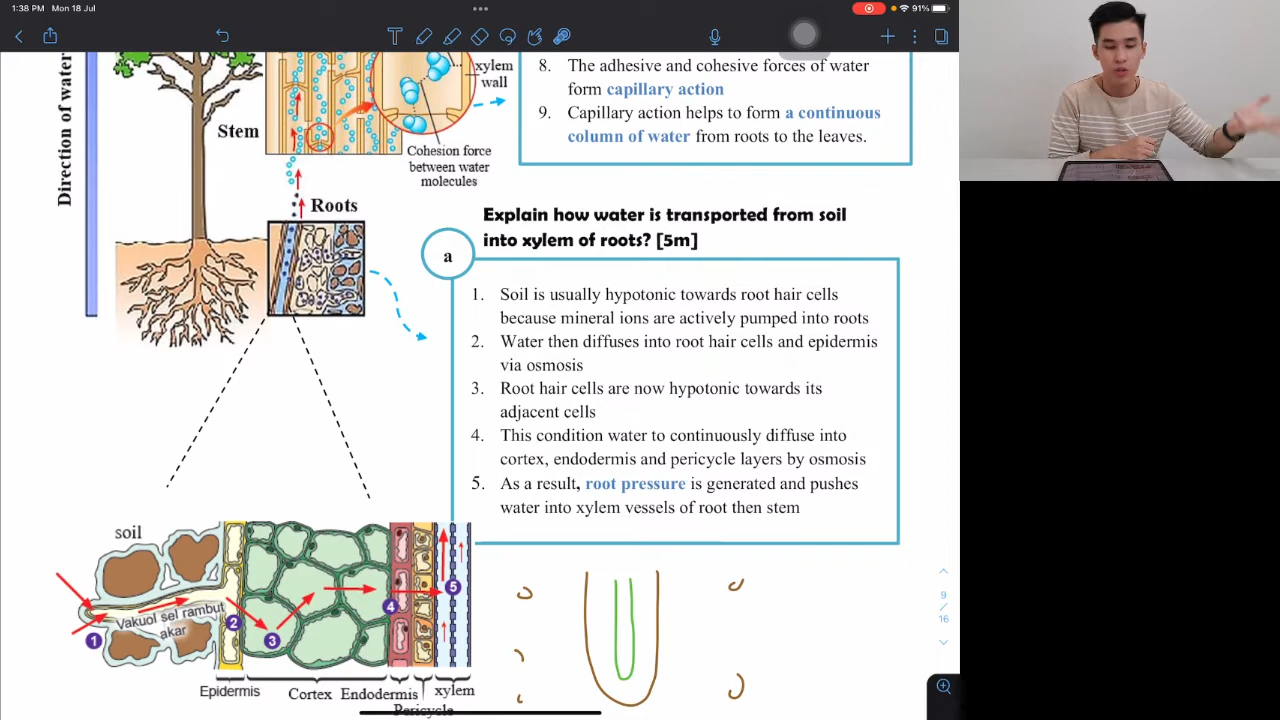 1:38 PM Mon 18 Jul
91%
Direction of water
Stem
xylem
wall
Cohesion force
between water
molecules
8. The adhesive and cohesive forces of water
form capillary action
9. Capillary action helps to form a continuous
column of water from roots to the leaves.
Roots
Explain how water is transported from soil
into xylem of roots? [5m]
a
1. Soil is usually hypotonic towards root hair cells
because mineral ions are actively pumped into roots
2. Water then diffuses into root hair cells and epidermis
via osmosis
3. Root hair cells are now hypotonic towards its
adjacent cells
4. This condition water to continuously diffuse into
cortex, endodermis and pericycle layers by osmosis
5. As a result, root pressure is generated and pushes
water into xylem vessels of root then stem
soil
Vakuol sel rambut
akar
1
2
3
4
5
Epidermis
Cortex
Endodermis
xylem
Pericycle
9
/
16